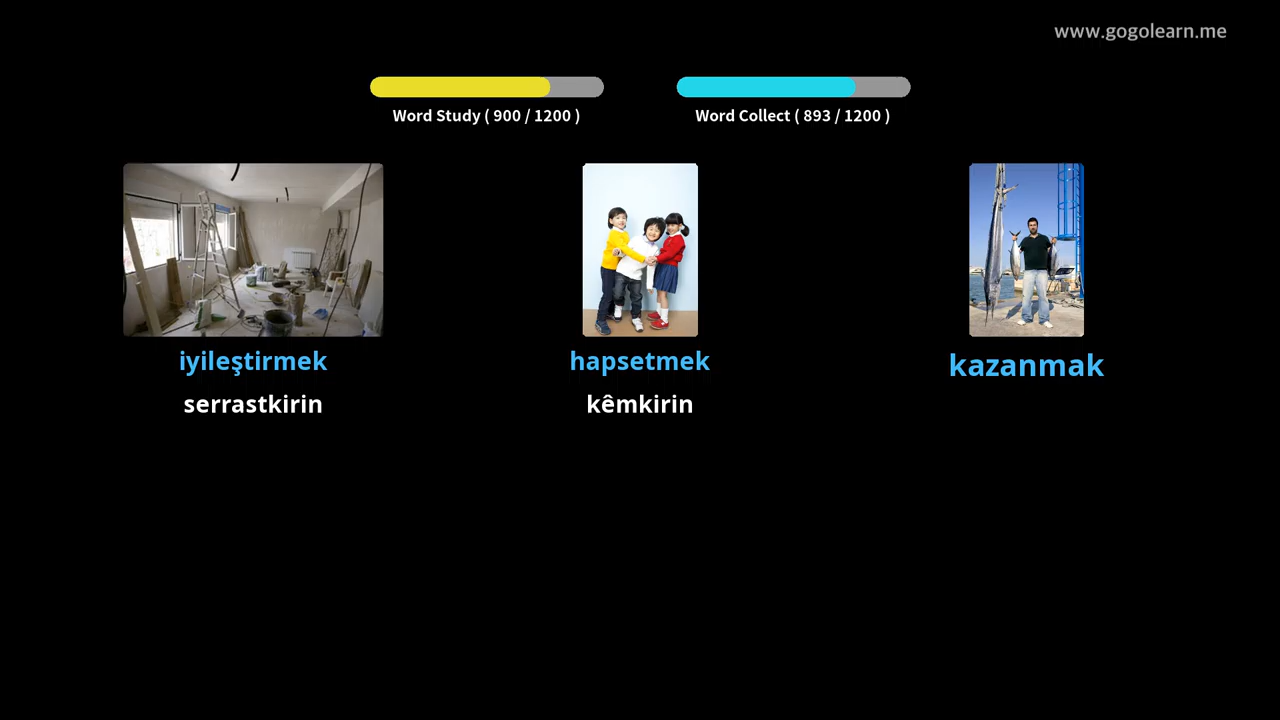 www.gogolearn.me
Word Study ( 900 / 1200 )
Word Collect ( 893 / 1200 )
iyileştirmek
serrastkirin
hapsetmek
kêmkirin
kazanmak